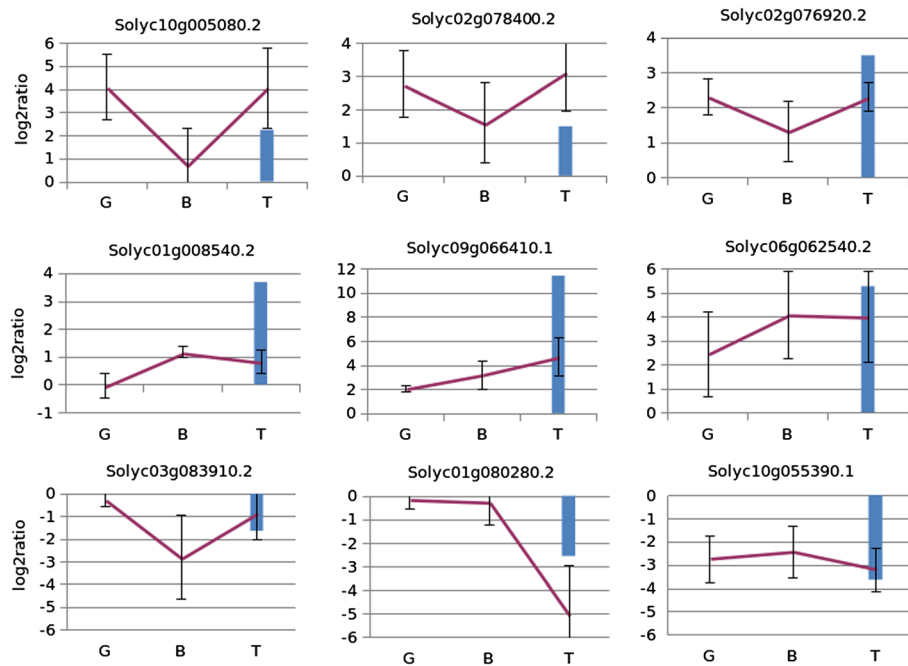 Solyc10g005080.2
log2ratio
6
5
4
3
2
1
0
G B T
Solyc02g078400.2
4
3
2
1
0
G B T
Solyc02g076920.2
4
3
2
1
0
G B T
Solyc01g008540.2
log2ratio
4
3
2
1
0
-1
G B T
Solyc09g066410.1
12
10
8
6
4
2
0
G B T
Solyc06g062540.2
6
5
4
3
2
1
0
G B T
Solyc03g083910.2
log2ratio
0
-1
-2
-3
-4
-5
-6
G B T
Solyc01g080280.2
0
-1
-2
-3
-4
-5
-6
G B T
Solyc10g055390.1
0
-1
-2
-3
-4
-5
-6
G B T